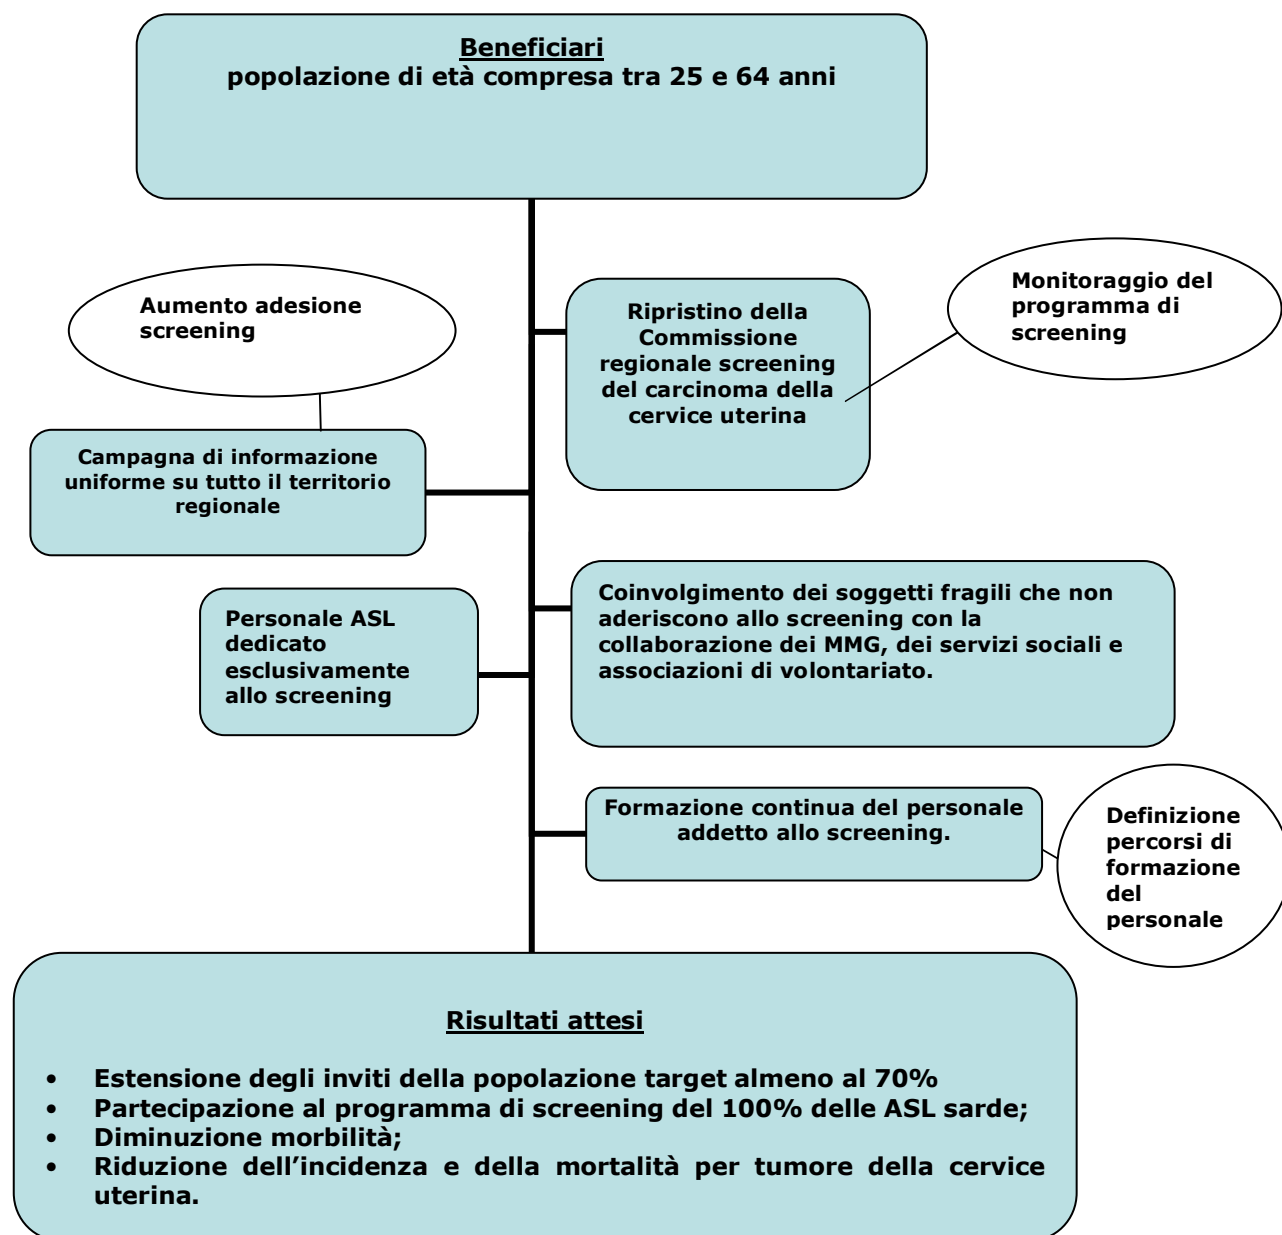 Beneficiari
popolazione di età compresa tra 25 e 64 anni
Aumento adesione
screening
Ripristino della
Commissione
regionale screening
del carcinoma della
cervice uterina
Monitoraggio del
programma di
screening
Campagna di informazione
uniforme su tutto il territorio
regionale
Personale ASL
dedicato
esclusivamente
allo screening
Coinvolgimento dei soggetti fragili che non
aderiscono allo screening con la
collaborazione dei MMG, dei servizi sociali e
associazioni di volontariato.
Formazione continua del personale
addetto allo screening.
Definizione
percorsi di
formazione
del
personale
Risultati attesi
• Estensione degli inviti della popolazione target almeno al 70%
• Partecipazione al programma di screening del 100% delle ASL sarde;
• Diminuzione morbilità;
• Riduzione dell’incidenza e della mortalità per tumore della cervice
uterina.